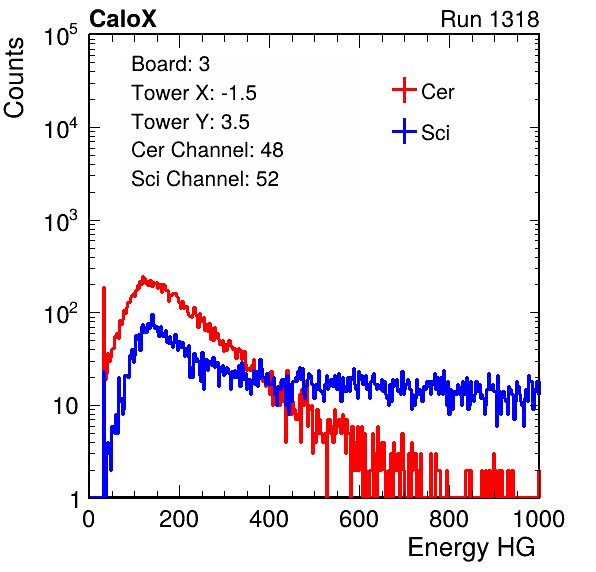 CaloX Run 1318
Counts
10^5
10^4
10^3
10^2
10
1
Board: 3
Tower X: -1.5
Tower Y: 3.5
Cer Channel: 48
Sci Channel: 52
Cer
Sci
0 200 400 600 800 1000
Energy HG